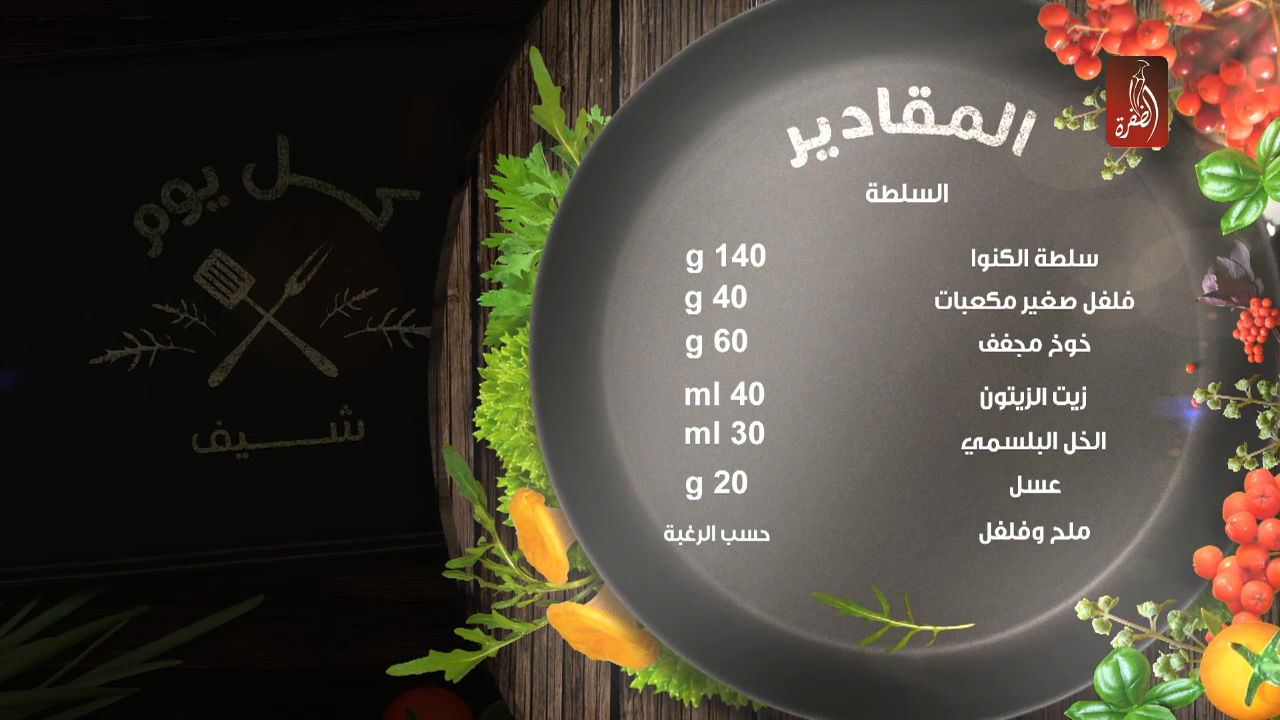 المقادير
السلطة
سلطة الكنوا 140 g
فلفل صغير مكعبات 40 g
خوخ مجفف 60 g
زيت الزيتون 40 ml
الخل البلسمي 30 ml
عسل 20 g
ملح وفلفل حسب الرغبة
كل يوم
شيف
الظفرة